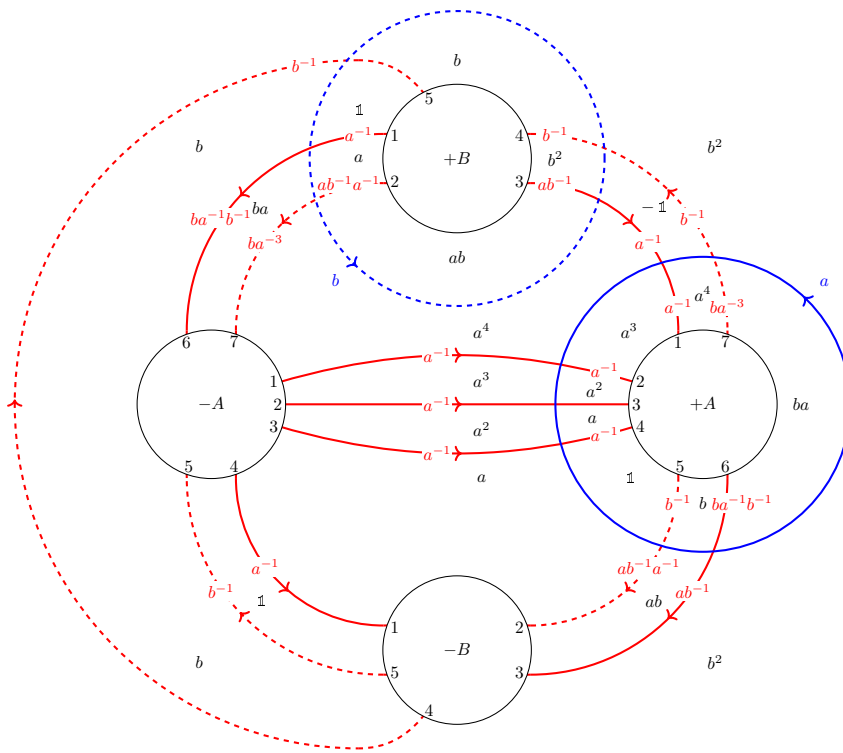 b
b^{-1}
5
𝟙
a^{-1} 1 4 b^{-1}
b a +B b^2 b^2
ab^{-1}a^{-1} 2 3 ab^{-1}
ba^{-1}b^{-1} ba -𝟙 b^{-1}
ba^{-3} a^{-1}
ab
b a
a^4
a^{-1} ba^{-3}
6 7 a^4 a^3 1 7
a^{-1} a^{-1}
1 2
a^3 a^2
-A 2 a^{-1} 3 +A ba
a
3 a^2 4
a^{-1} a^{-1}
5 4 a 𝟙 5 6
b^{-1} b ba^{-1}b^{-1}
a^{-1} ab^{-1}a^{-1}
b^{-1} 𝟙 ab ab^{-1}
1 2
-B
b 5 3 b^2
4